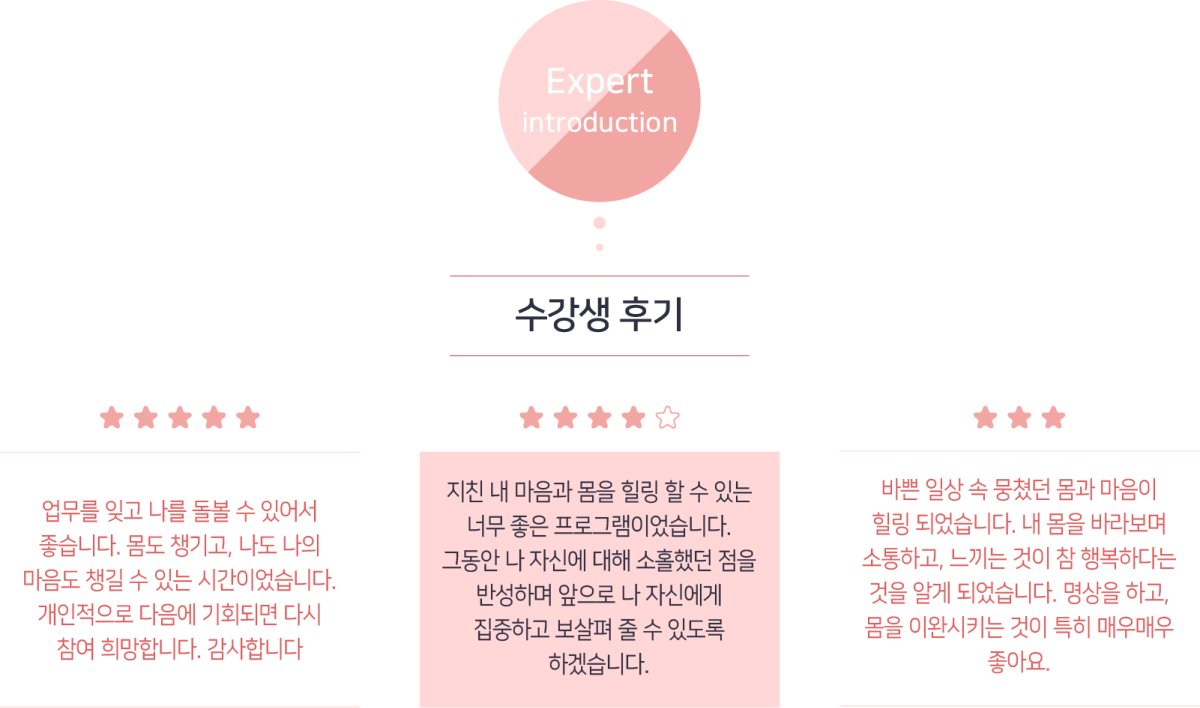 Expert
introduction
수강생 후기
업무를 잊고 나를 돌볼 수 있어서
좋습니다. 몸도 챙기고, 나도 나의
마음도 챙길 수 있는 시간이었습니다.
개인적으로 다음에 기회되면 다시
참여 희망합니다. 감사합니다
지친 내 마음과 몸을 힐링 할 수 있는
너무 좋은 프로그램이었습니다.
그동안 나 자신에 대해 소홀했던 점을
반성하며 앞으로 나 자신에게
집중하고 보살펴 줄 수 있도록
하겠습니다.
바쁜 일상 속 뭉쳤던 몸과 마음이
힐링 되었습니다. 내 몸을 바라보며
소통하고, 느끼는 것이 참 행복하다는
것을 알게 되었습니다. 명상을 하고,
몸을 이완시키는 것이 특히 매우매우
좋아요.